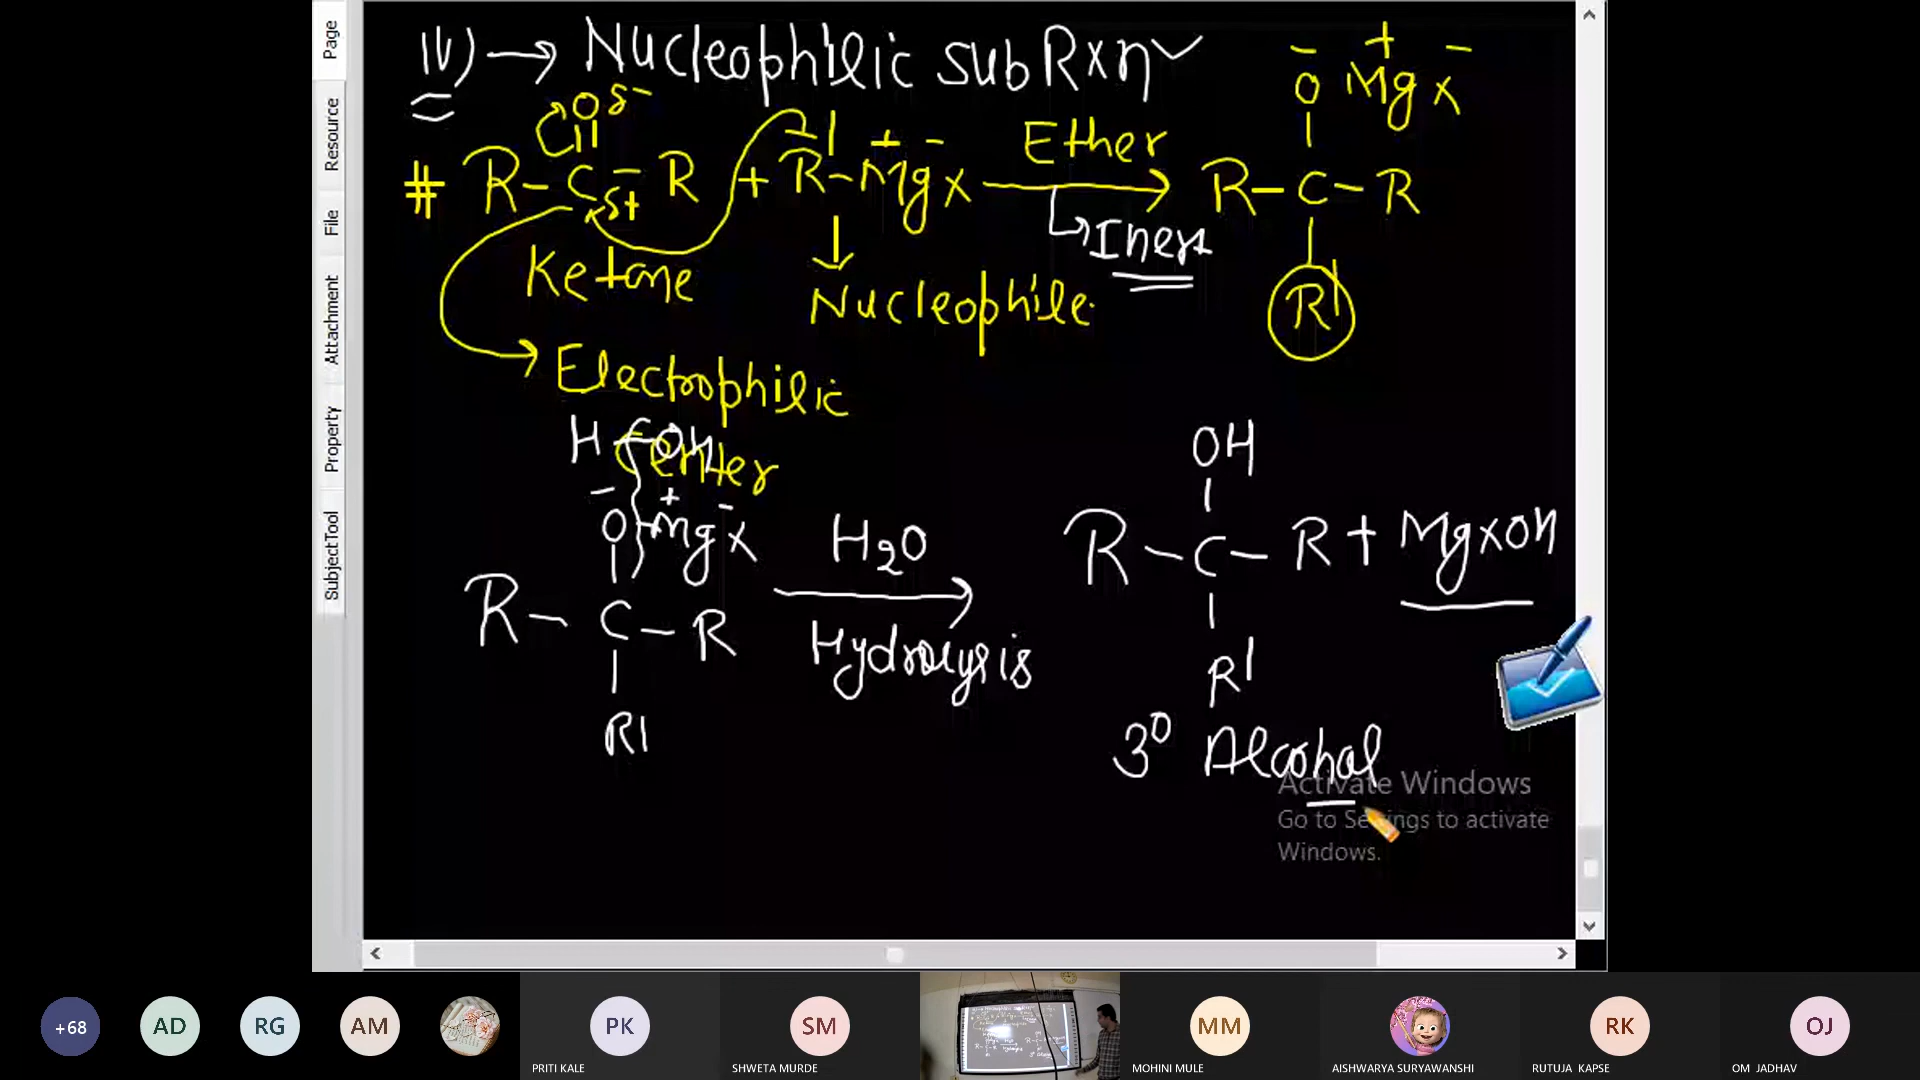 Page
Resource
File
Attachment
Property
SubjectTool
IV) → Nucleophilic sub Rxn ✓
O⁻ Mg⁺ x⁻
O δ-
# R - C - R + R' - Mg x → R - C - R
δ+
+ -
Ether
Inert
Ketone
Nucleophile
R'
Electrophilic
Center
H - OH
O⁻ Mg⁺ x⁻
R - C - R
R'
H2O
Hydrolysis
OH
R - C - R + MgxOH
R'
3° Alcohal
Activate Windows
Go to Settings to activate
Windows.
+68
AD
RG
AM
PK
PRITI KALE
SM
SHWETA MURDE
MM
MOHINI MULE
AISHWARYA SURYAWANSHI
RK
RUTUJA KAPSE
OJ
OM JADHAV